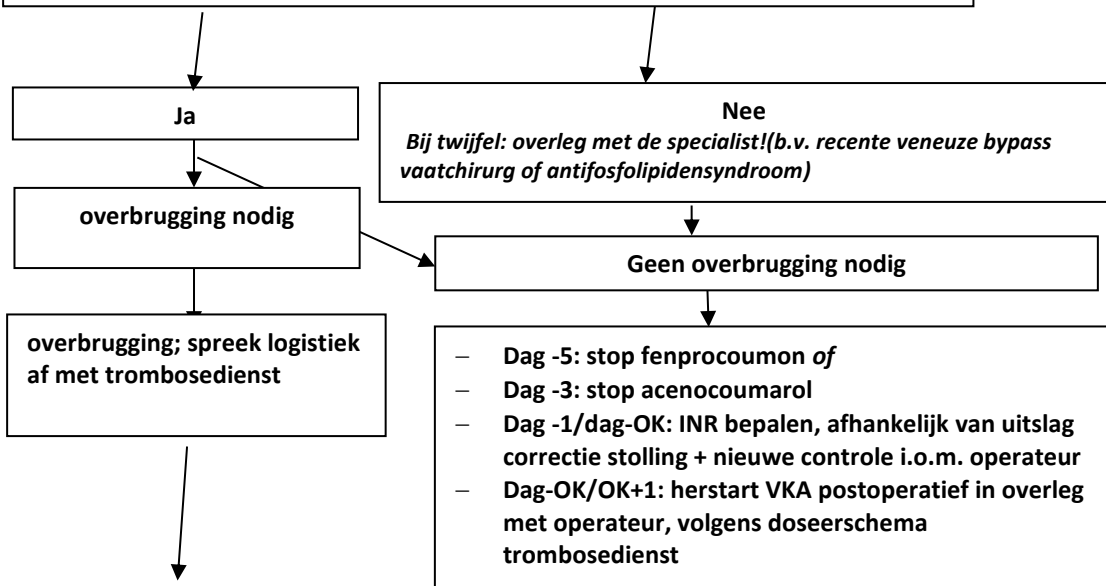 Ja
Nee
Bij twijfel: overleg met de specialist!(b.v. recente veneuze bypass
vaatchirurg of antifosfolipidensyndroom)
overbrugging nodig
Geen overbrugging nodig
overbrugging; spreek logistiek
af met trombosedienst
– Dag -5: stop fenprocoumon of
– Dag -3: stop acenocoumarol
– Dag -1/dag-OK: INR bepalen, afhankelijk van uitslag
correctie stolling + nieuwe controle i.o.m. operateur
– Dag-OK/OK+1: herstart VKA postoperatief in overleg
met operateur, volgens doseerschema
trombosedienst